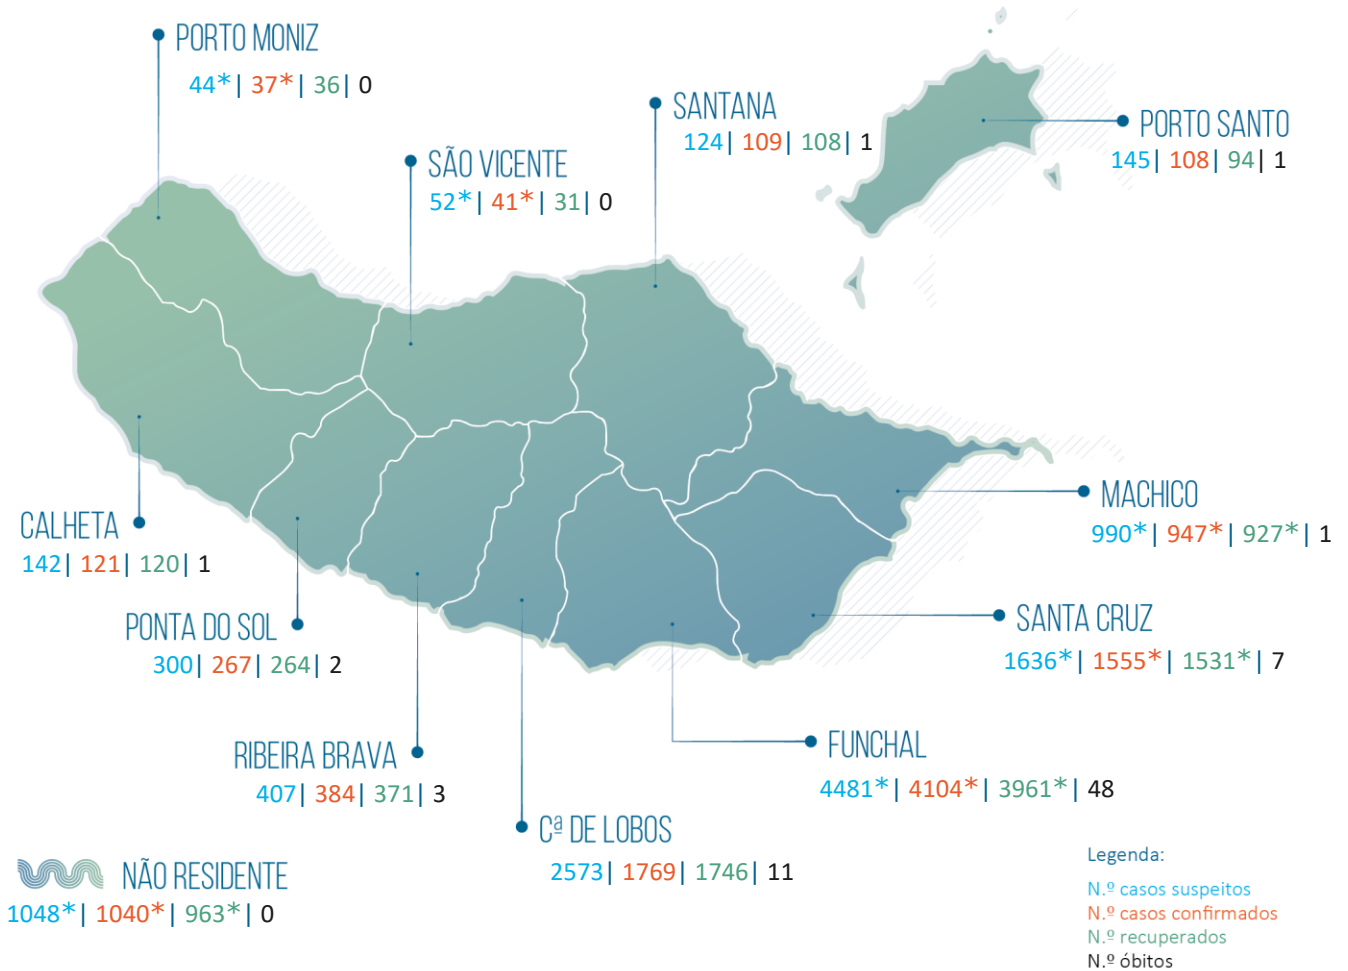 PORTO MONIZ
44*| 37*| 36| 0
SANTANA
124| 109| 108| 1
PORTO SANTO
145| 108| 94| 1
SÃO VICENTE
52*| 41*| 31| 0
MACHICO
990*| 947*| 927*| 1
CALHETA
142| 121| 120| 1
SANTA CRUZ
1636*| 1555*| 1531*| 7
PONTA DO SOL
300| 267| 264| 2
FUNCHAL
4481*| 4104*| 3961*| 48
RIBEIRA BRAVA
407| 384| 371| 3
Cª DE LOBOS
2573| 1769| 1746| 11
NÃO RESIDENTE
1048*| 1040*| 963*| 0
Legenda:
N.º casos suspeitos
N.º casos confirmados
N.º recuperados
N.º óbitos